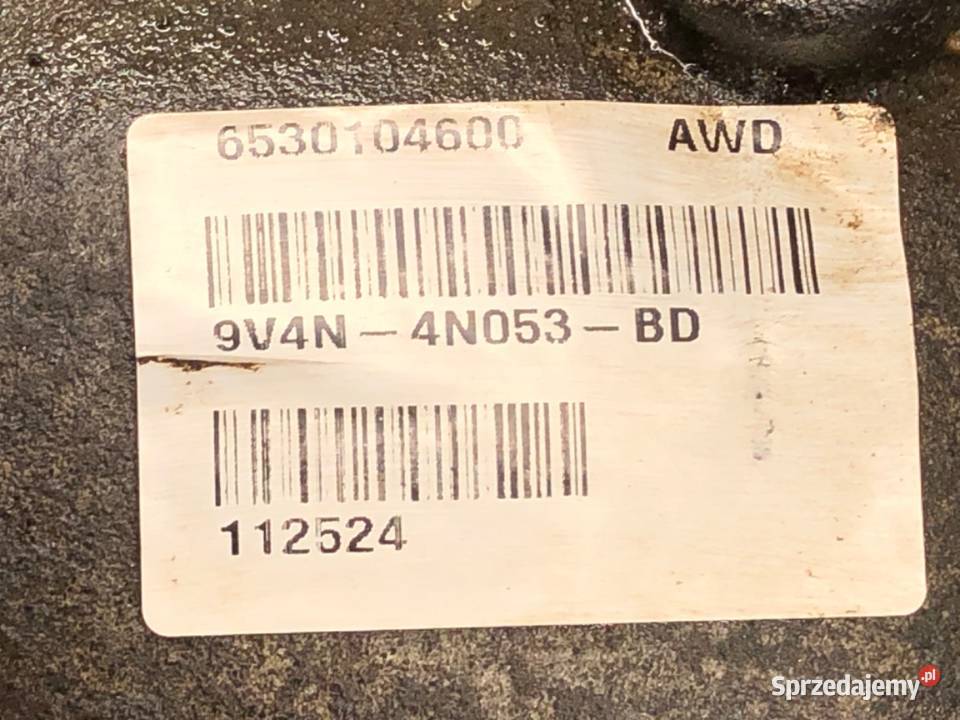 6530104600 AWD
9V4N-4N053-BD
112524
Sprzedajemy.pl